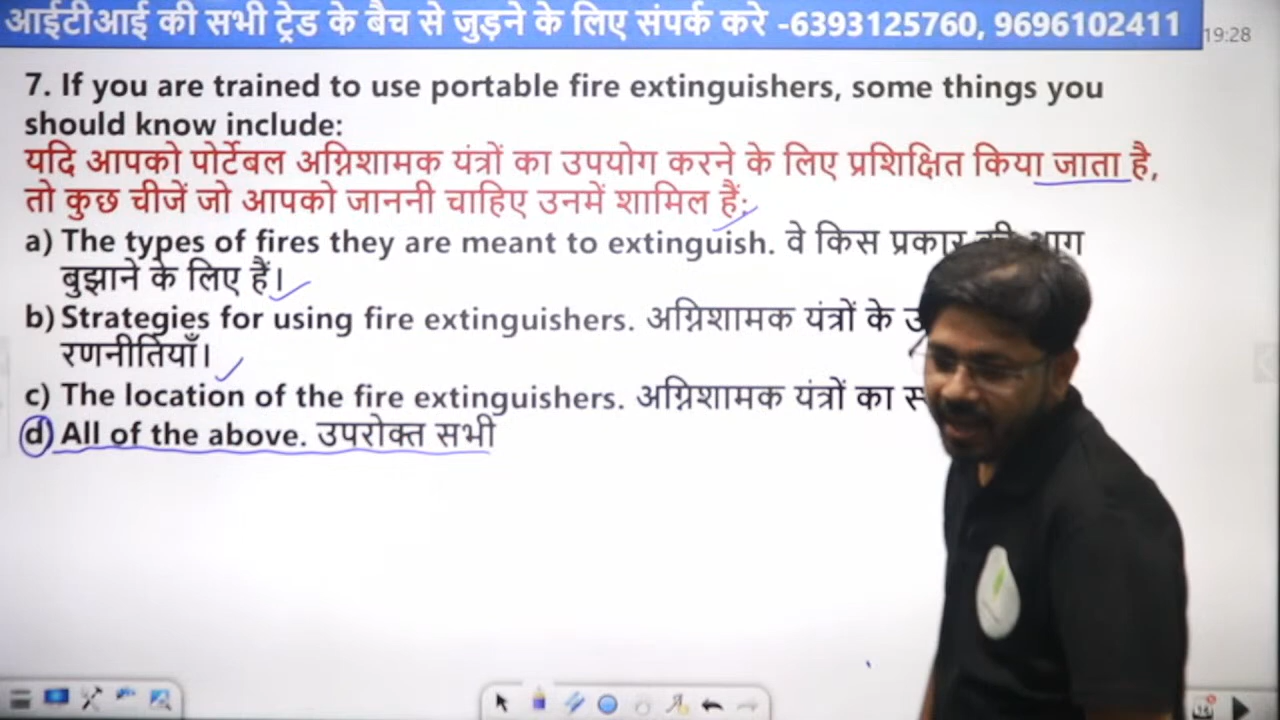 आईटीआई की सभी ट्रेड के बैच से जुड़ने के लिए संपर्क करे -6393125760, 9696102411
19:28
7. If you are trained to use portable fire extinguishers, some things you
should know include:
यदि आपको पोर्टेबल अग्निशामक यंत्रों का उपयोग करने के लिए प्रशिक्षित किया जाता है,
तो कुछ चीजें जो आपको जाननी चाहिए उनमें शामिल हैं:
a) The types of fires they are meant to extinguish. वे किस प्रकार की आग
बुझाने के लिए हैं।
b) Strategies for using fire extinguishers. अग्निशामक यंत्रों के
रणनीतियाँ।
c) The location of the fire extinguishers. अग्निशामक यंत्रों का
d) All of the above. उपरोक्त सभी